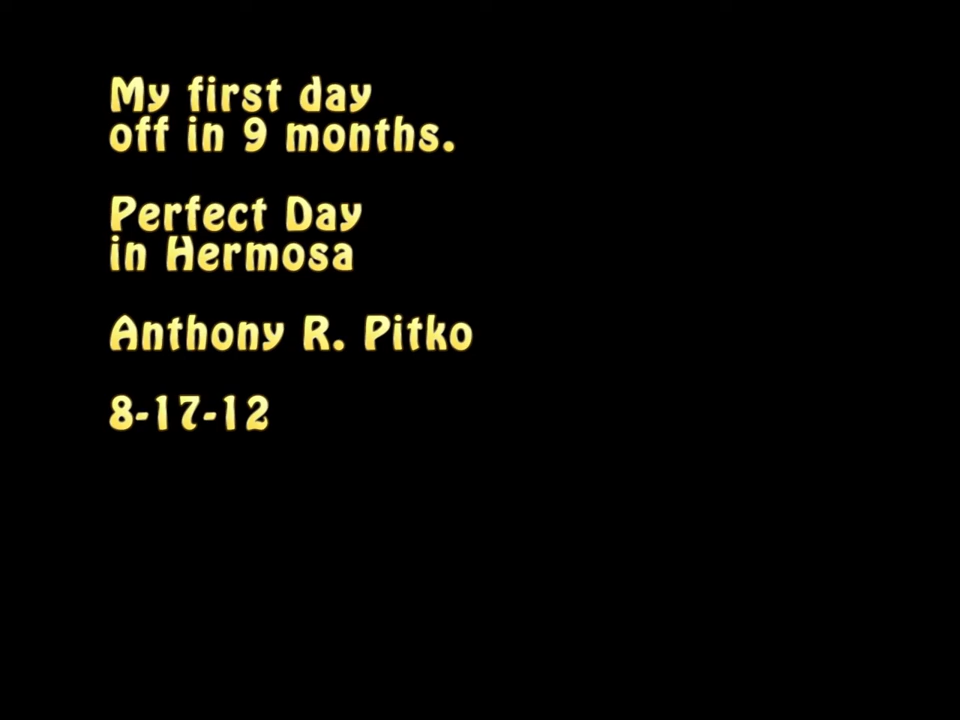 My first day
off in 9 months.
Perfect Day
in Hermosa
Anthony R. Pitko
8-17-12